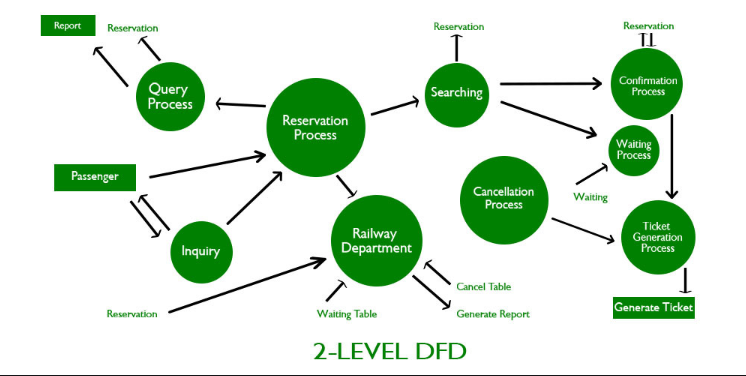 Report
Reservation
Reservation
Reservation
Query
Process
Searching
Confirmation
Process
Reservation
Process
Waiting
Process
Passenger
Cancellation
Process
Waiting
Inquiry
Railway
Department
Ticket
Generation
Process
Cancel Table
Reservation
Waiting Table
Generate Report
Generate Ticket
2-LEVEL DFD